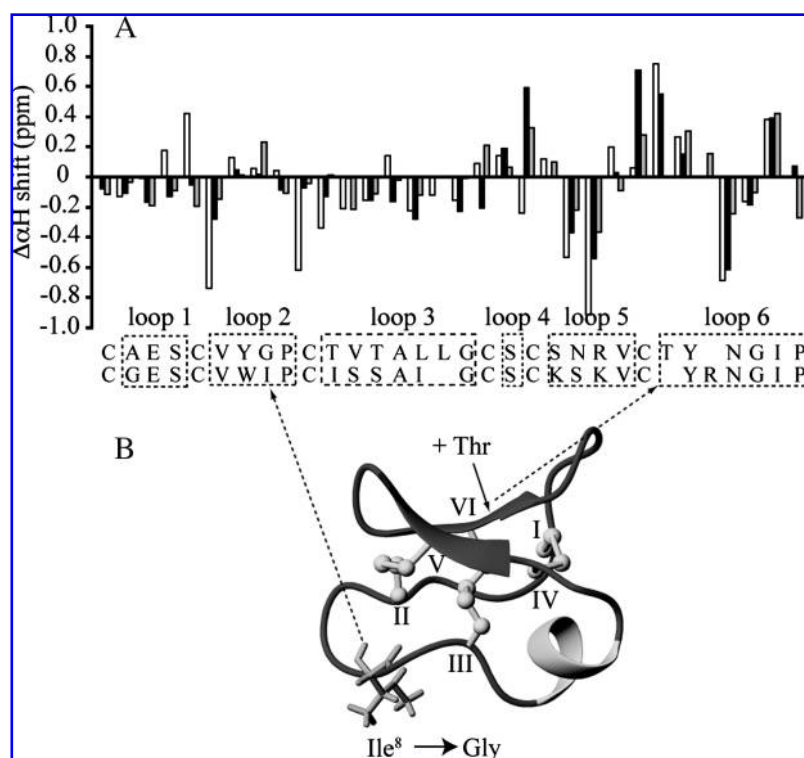 A
ΔαH shift (ppm)
1.0
0.8
0.6
0.4
0.2
0
-0.2
-0.4
-0.6
-0.8
-1.0
loop 1 loop 2 loop 3 loop 4 loop 5 loop 6
C A E S C V Y G P C T V T A L L G C S C S N R V C T Y N G I P
C G E S C V W I P C I S S A I G C S C K S K V C Y R N G I P
B
+ Thr
VI
I
V
IV
II
III
Ile⁸ → Gly